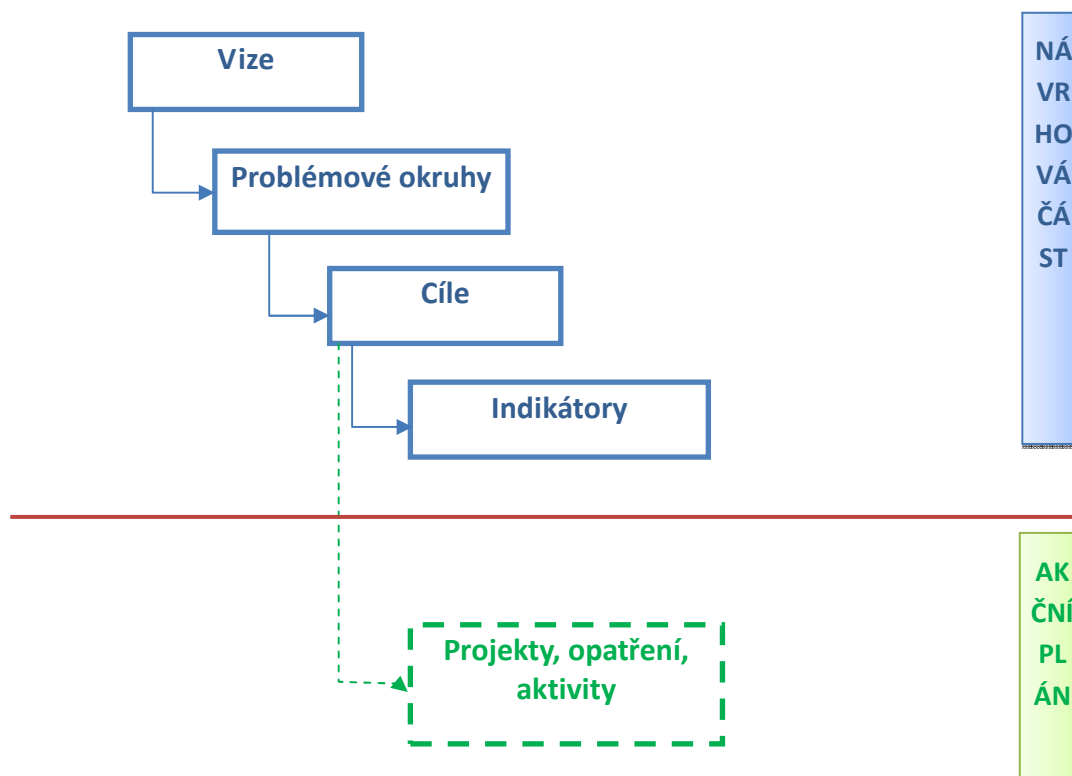 Vize
Problémové okruhy
Cíle
Indikátory
NÁ
VR
HO
VÁ
ČÁ
ST
Projekty, opatření,
aktivity
AK
ČNÍ
PL
ÁN